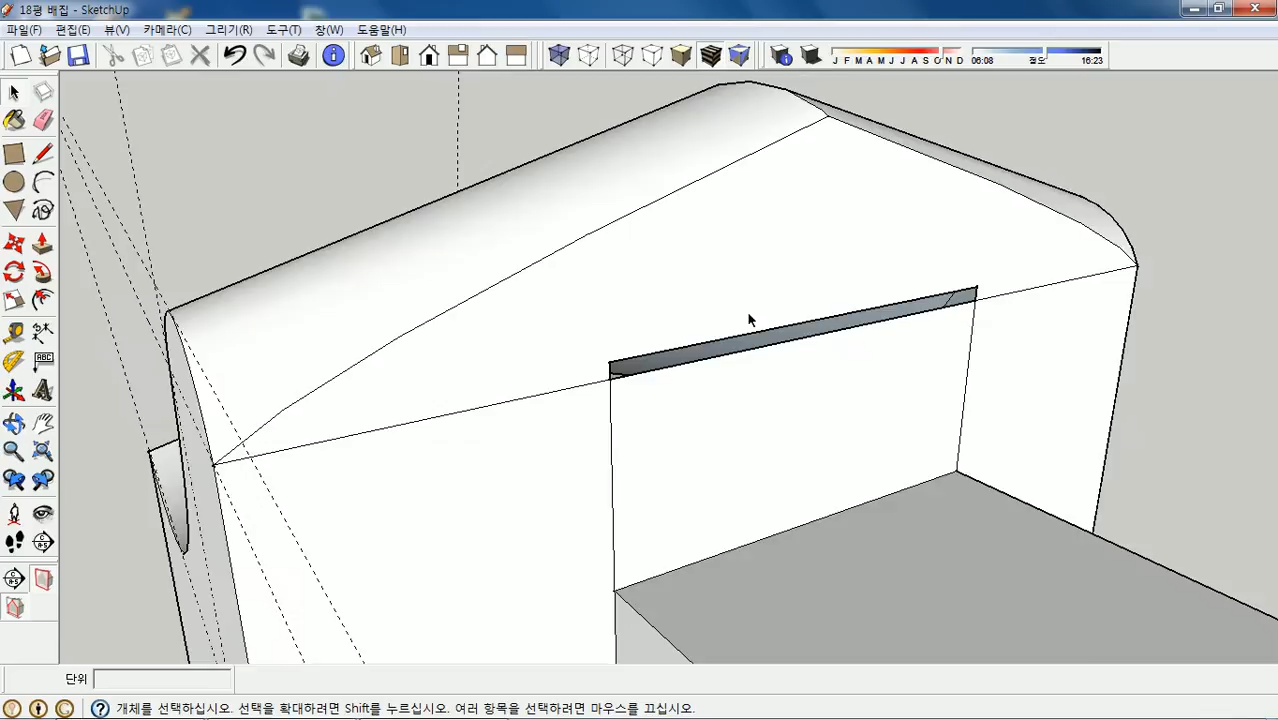 18평 배집 - SketchUp
파일(F) 편집(E) 뷰(V) 카메라(C) 그리기(R) 도구(T) 창(W) 도움말(H)
J F M A M J J A S O N D 06:08 정오 16:23
ABC
단위
개체를 선택하십시오. 선택을 확대하려면 Shift를 누르십시오. 여러 항목을 선택하려면 마우스를 끄십시오.